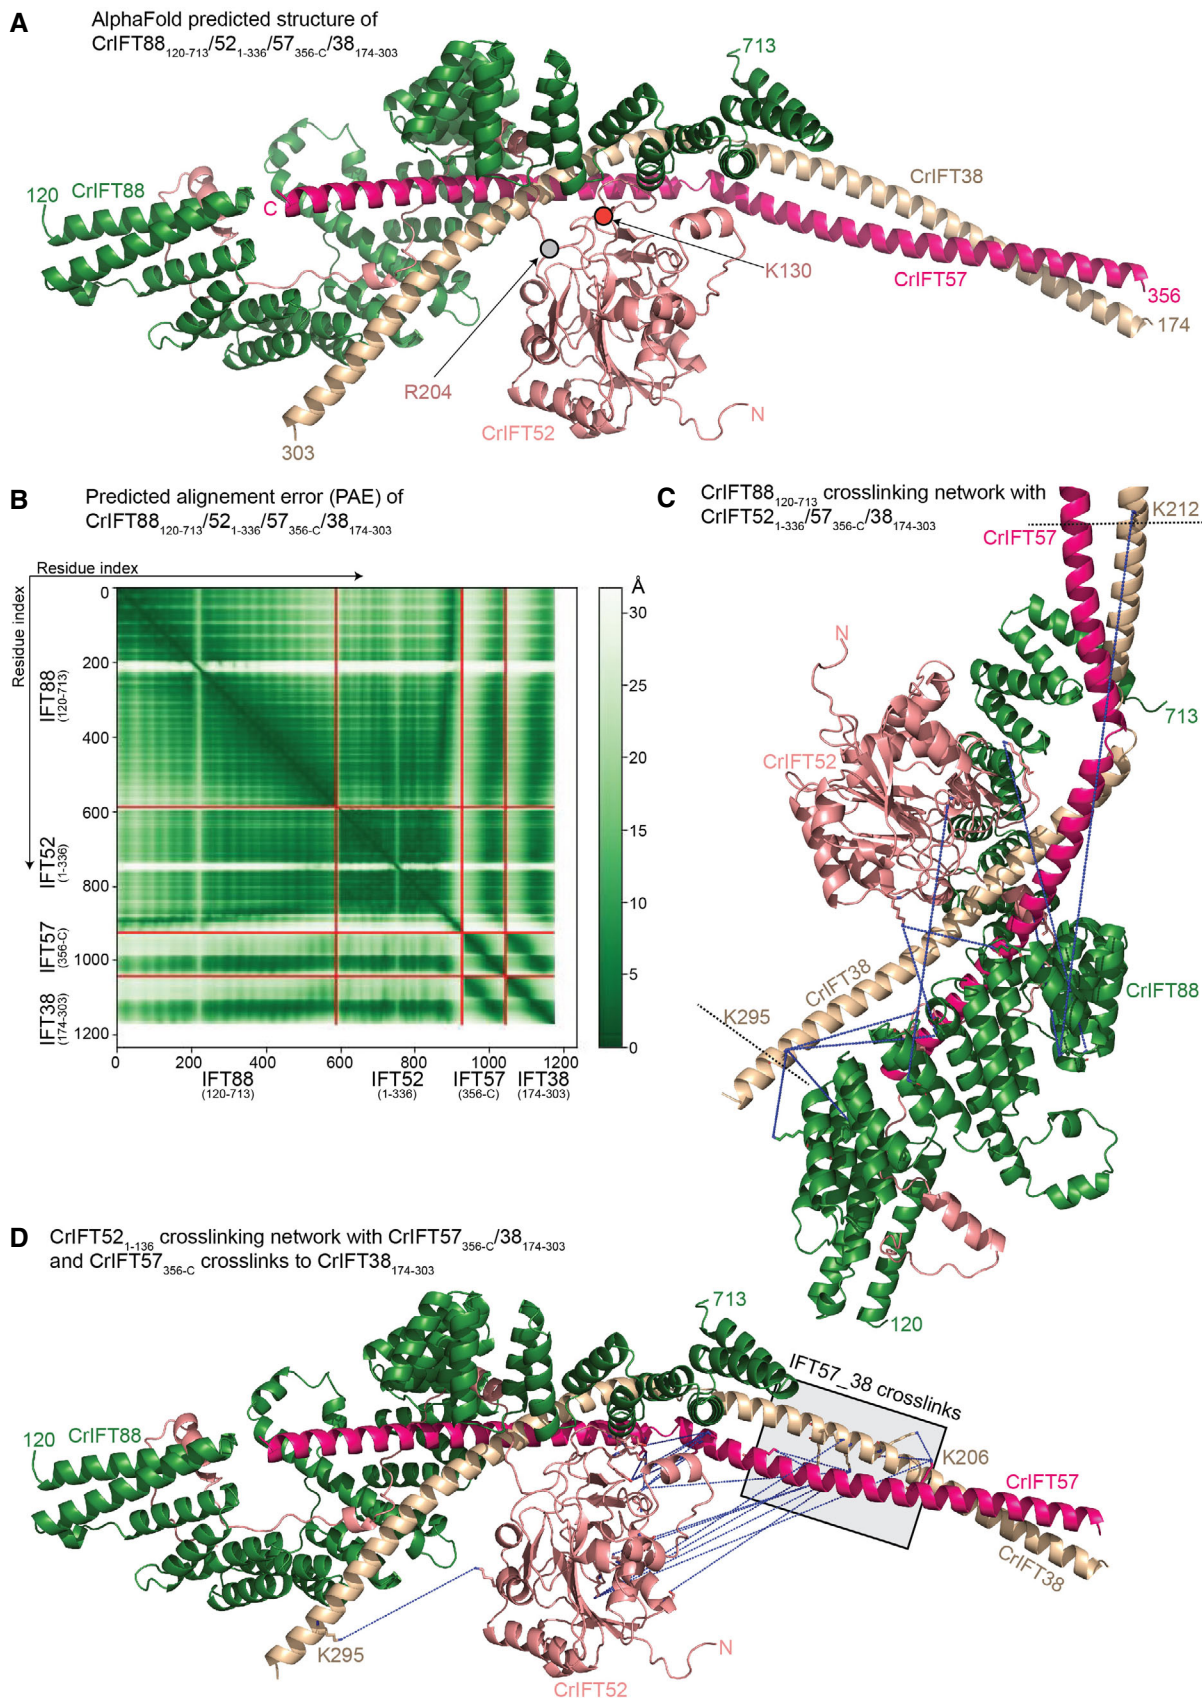 A
AlphaFold predicted structure of
CrIFT88120-713/521-336/57356-C/38174-303
713
120
CrIFT88
C
CrIFT38
K130
CrIFT57
356
174
R204
CrIFT52
N
303
B
Predicted alignement error (PAE) of
CrIFT88120-713/521-336/57356-C/38174-303
Residue index
Residue index
Å
0
200
400
600
800
1000
1200
IFT88
(120-713)
IFT52
(1-336)
IFT57
(356-C)
IFT38
(174-303)
0
200
400
600
800
1000
1200
IFT88
(120-713)
IFT52
(1-336)
IFT57
(356-C)
IFT38
(174-303)
30
25
20
15
10
5
0
C
CrIFT88120-713 crosslinking network with
CrIFT521-336/57356-C/38174-303
K212
CrIFT57
N
713
CrIFT52
CrIFT38
CrIFT88
K295
120
D
CrIFT521-136 crosslinking network with CrIFT57356-C/38174-303
and CrIFT57356-C crosslinks to CrIFT38174-303
713
IFT57_38 crosslinks
120
CrIFT88
K206
CrIFT57
CrIFT38
K295
N
CrIFT52